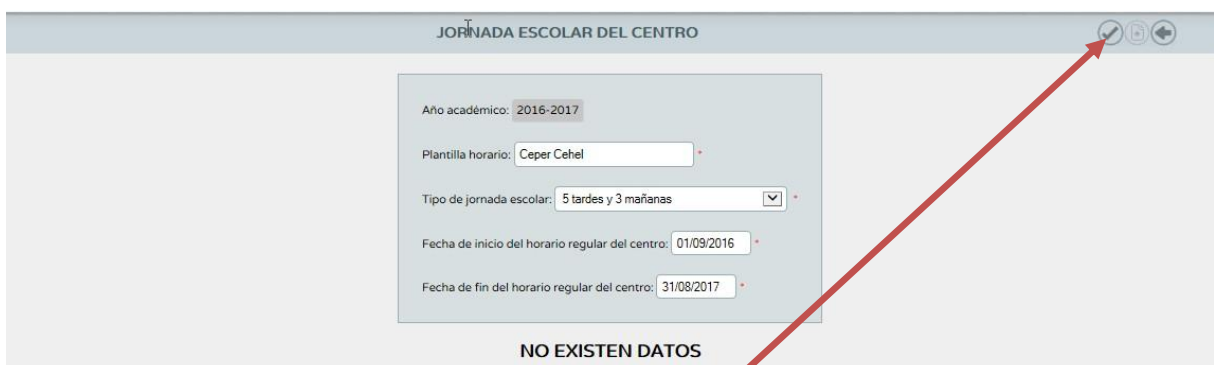 JORNADA ESCOLAR DEL CENTRO
Año académico: 2016-2017
Plantilla horario: Ceper Cehel *
Tipo de jornada escolar: 5 tardes y 3 mañanas *
Fecha de inicio del horario regular del centro: 01/09/2016 *
Fecha de fin del horario regular del centro: 31/08/2017 *
NO EXISTEN DATOS